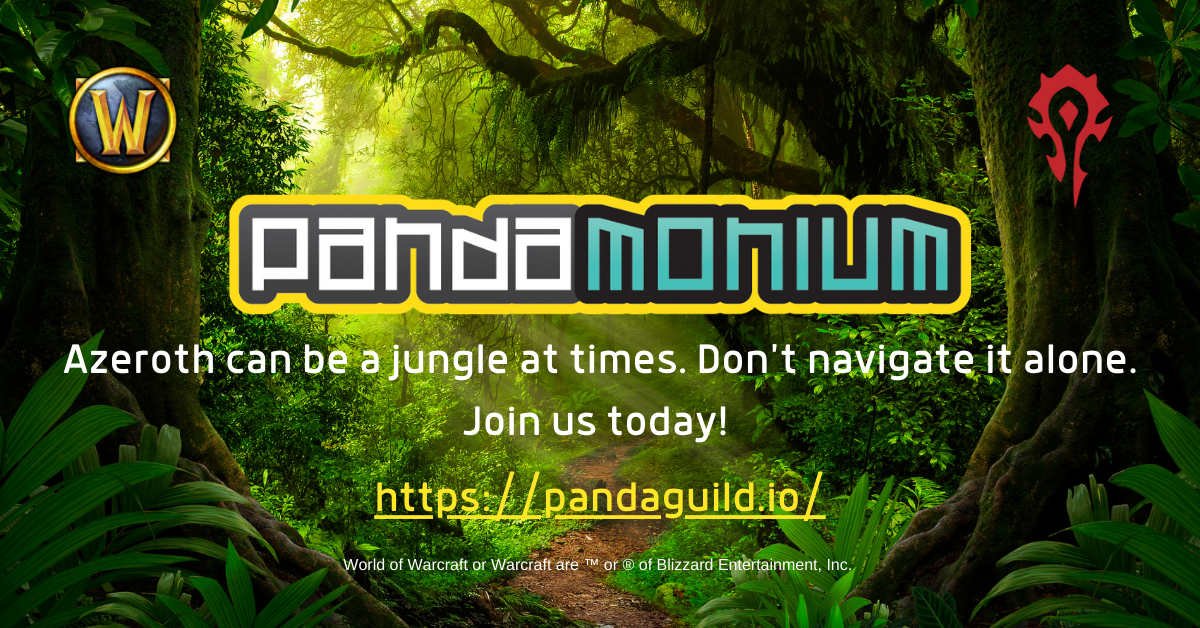 W
pandamonium
Azeroth can be a jungle at times. Don't navigate it alone.
Join us today!
https://pandaguild.io/
World of Warcraft or Warcraft are ™ or ® of Blizzard Entertainment, Inc.